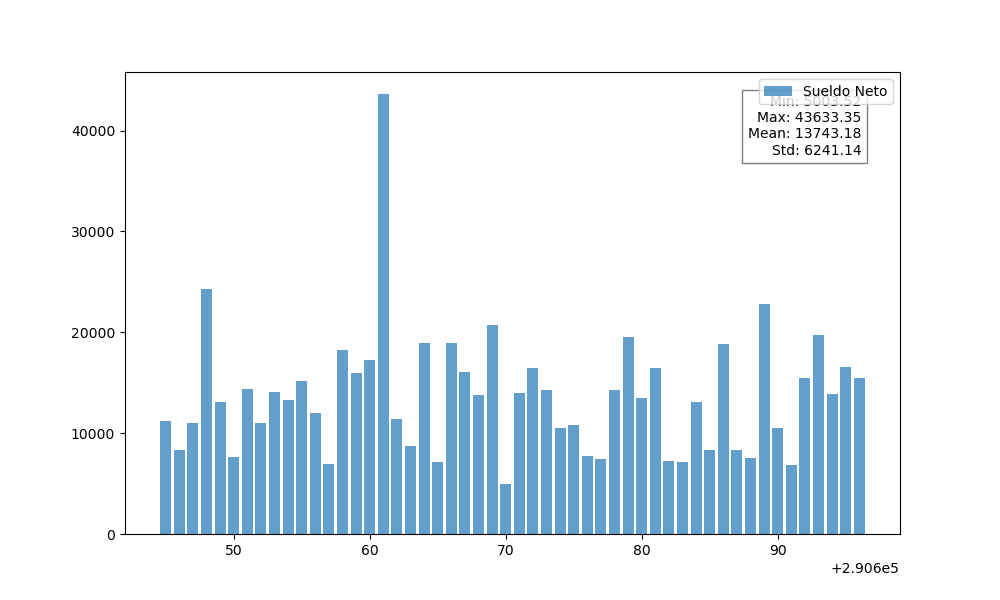 Sueldo Neto
Min: 5003.52
Max: 43633.35
Mean: 13743.18
Std: 6241.14
40000
30000
20000
10000
0
50 60 70 80 90
+2.906e5